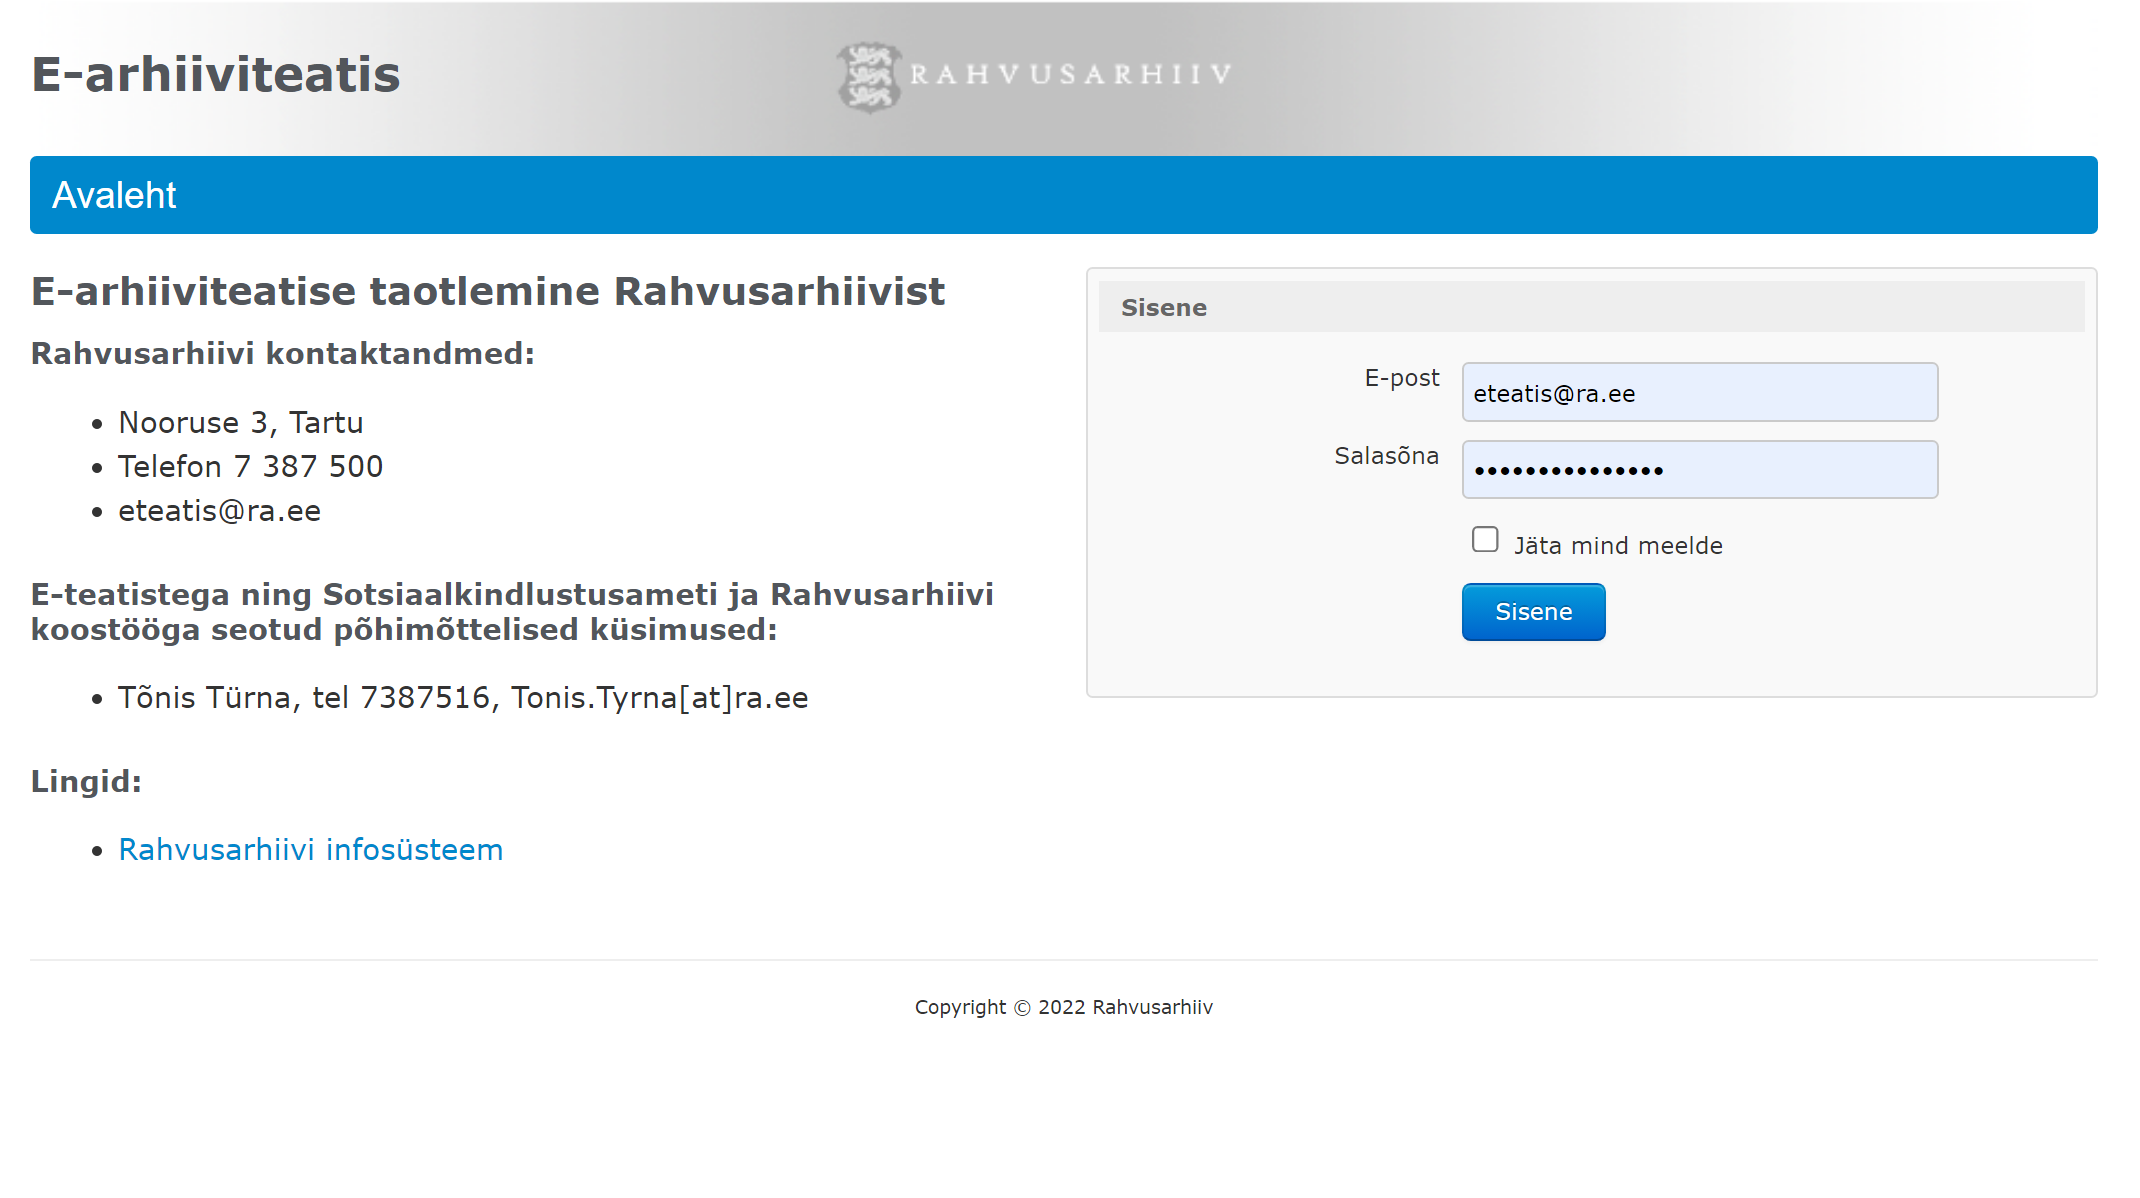 E-arhiiviteatis
RAHVUSARHIIV
Avaleht
E-arhiiviteatise taotlemine Rahvusarhiivist
Rahvusarhiivi kontaktandmed:
Nooruse 3, Tartu
Telefon 7 387 500
eteatis@ra.ee
E-teatistega ning Sotsiaalkindlustusameti ja Rahvusarhiivi
koostööga seotud põhimõttelised küsimused:
Tõnis Türna, tel 7387516, Tonis.Tyrna[at]ra.ee
Lingid:
Rahvusarhiivi infosüsteem
Sisene
E-post
eteatis@ra.ee
Salasõna
•••••••••••••••
Jäta mind meelde
Sisene
Copyright © 2022 Rahvusarhiiv